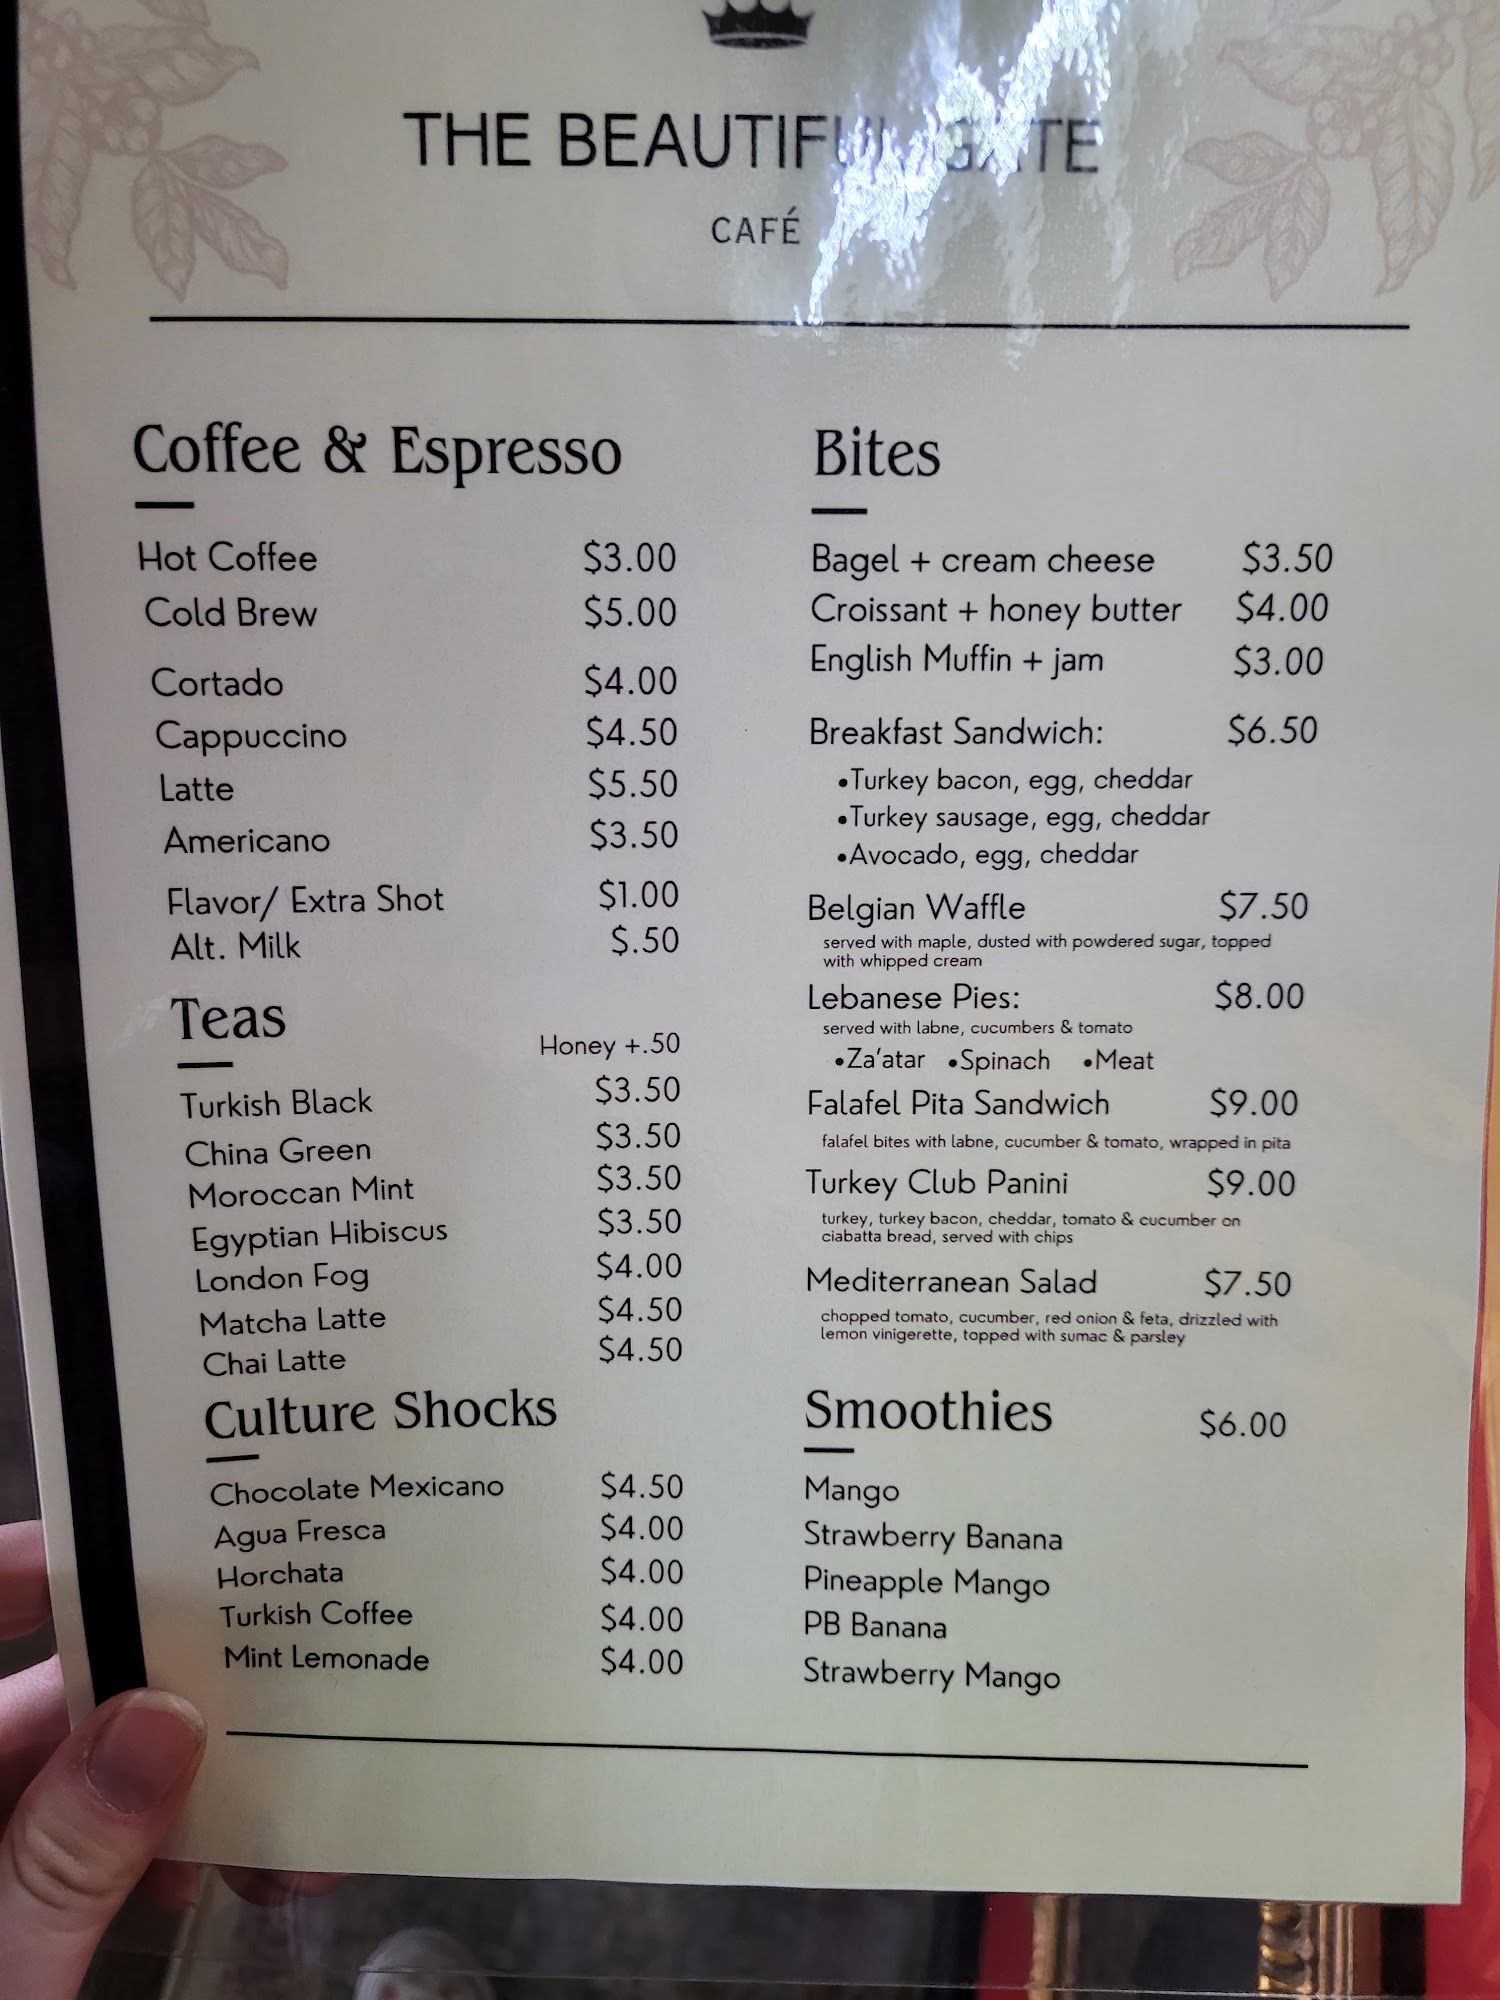 THE BEAUTIFUL GATE
CAFÉ
Coffee & Espresso
Hot Coffee $3.00
Cold Brew $5.00
Cortado $4.00
Cappuccino $4.50
Latte $5.50
Americano $3.50
Flavor/ Extra Shot $1.00
Alt. Milk $.50
Teas
Honey +.50
Turkish Black $3.50
China Green $3.50
Moroccan Mint $3.50
Egyptian Hibiscus $3.50
London Fog $4.00
Matcha Latte $4.50
Chai Latte $4.50
Culture Shocks
Chocolate Mexicano $4.50
Agua Fresca $4.00
Horchata $4.00
Turkish Coffee $4.00
Mint Lemonade $4.00
Bites
Bagel + cream cheese $3.50
Croissant + honey butter $4.00
English Muffin + jam $3.00
Breakfast Sandwich: $6.50
•Turkey bacon, egg, cheddar
•Turkey sausage, egg, cheddar
•Avocado, egg, cheddar
Belgian Waffle $7.50
served with maple, dusted with powdered sugar, topped
with whipped cream
Lebanese Pies: $8.00
served with labne, cucumbers & tomato
•Za'atar •Spinach •Meat
Falafel Pita Sandwich $9.00
falafel bites with labne, cucumber & tomato, wrapped in pita
Turkey Club Panini $9.00
turkey, turkey bacon, cheddar, tomato & cucumber on
ciabatta bread, served with chips
Mediterranean Salad $7.50
chopped tomato, cucumber, red onion & feta, drizzled with
lemon vinigerette, topped with sumac & parsley
Smoothies $6.00
Mango
Strawberry Banana
Pineapple Mango
PB Banana
Strawberry Mango